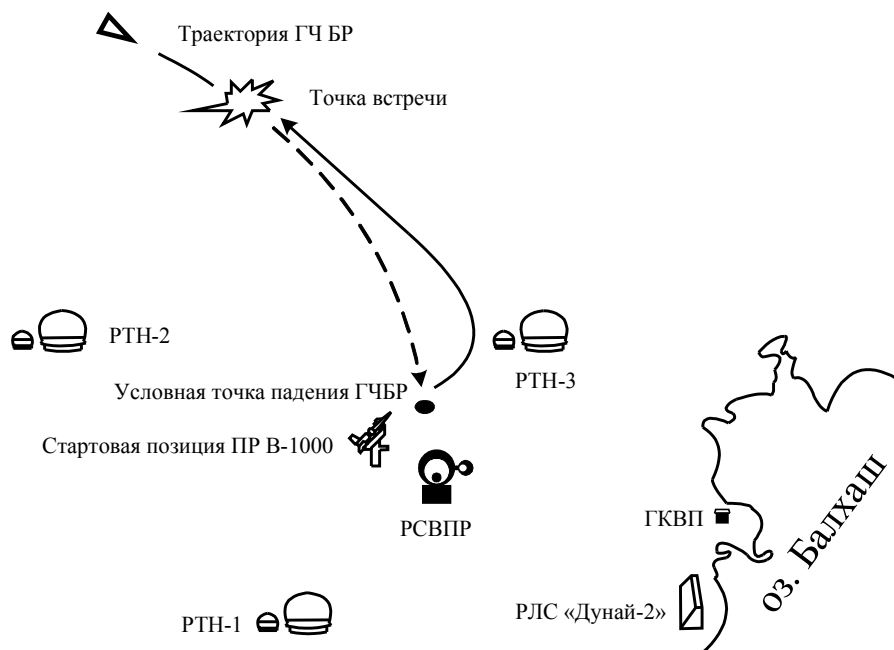 Траектория ГЧ БР
Точка встречи
РТН-2
РТН-3
Условная точка падения ГЧБР
Стартовая позиция ПР В-1000
РСВПР
ГКВП
оз. Балхаш
РЛС «Дунай-2»
РТН-1